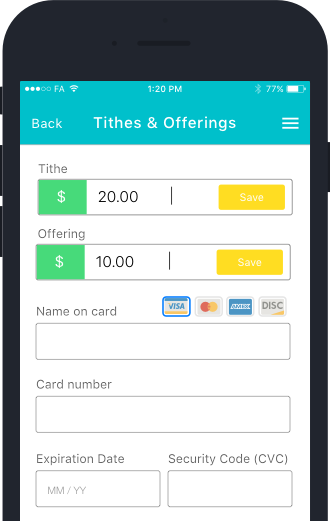 FA 1:20 PM 77%
Back Tithes & Offerings
Tithe
$ 20.00 Save
Offering
$ 10.00 Save
Name on card VISA AMEX DISC
Card number
Expiration Date Security Code (CVC)
MM / YY